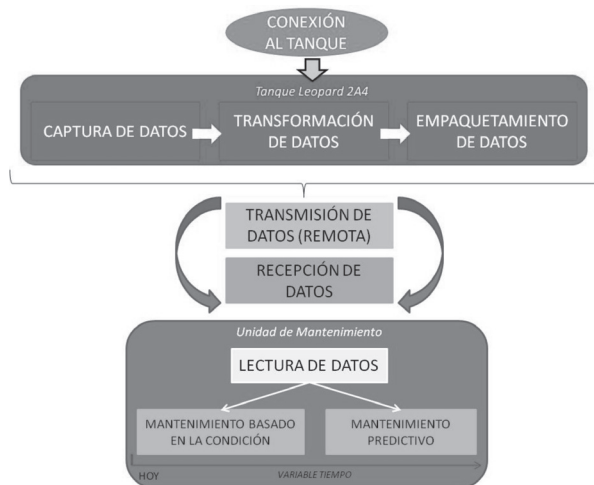 CONEXIÓN
AL TANQUE
Tanque Leopard 2A4
CAPTURA DE DATOS
TRANSFORMACIÓN
DE DATOS
EMPAQUETAMIENTO
DE DATOS
TRANSMISIÓN DE
DATOS (REMOTA)
RECEPCIÓN DE
DATOS
Unidad de Mantenimiento
LECTURA DE DATOS
MANTENIMIENTO BASADO
EN LA CONDICIÓN
MANTENIMIENTO
PREDICTIVO
HOY
VARIABLE TIEMPO